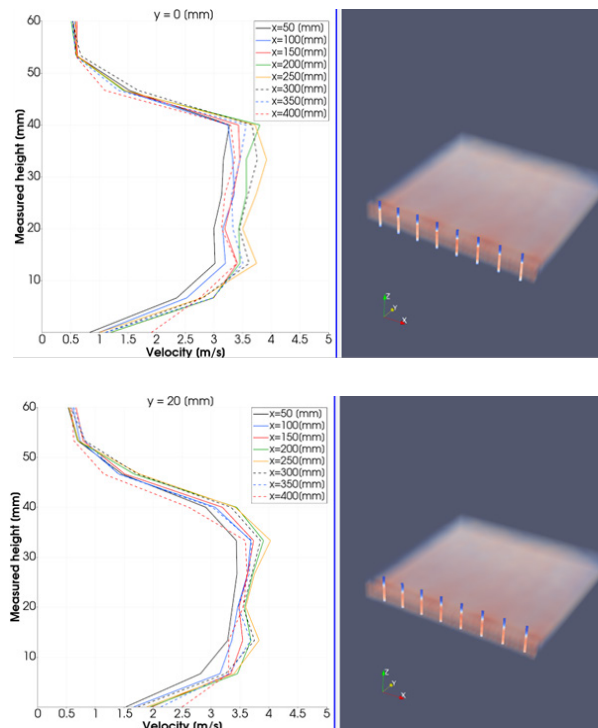 y = 0 (mm)
60
50
40
30
20
10
Measured height (mm)
x=50 (mm)
x=100(mm)
x=150(mm)
x=200(mm)
x=250(mm)
x=300(mm)
x=350(mm)
x=400(mm)
0 0.5 1 1.5 2 2.5 3 3.5 4 4.5 5
Velocity (m/s)
Z
Y
X
y = 20 (mm)
60
50
40
30
20
10
Measured height (mm)
x=50 (mm)
x=100(mm)
x=150(mm)
x=200(mm)
x=250(mm)
x=300(mm)
x=350(mm)
x=400(mm)
0 0.5 1 1.5 2 2.5 3 3.5 4 4.5 5
Velocity (m/s)
Z
Y
X